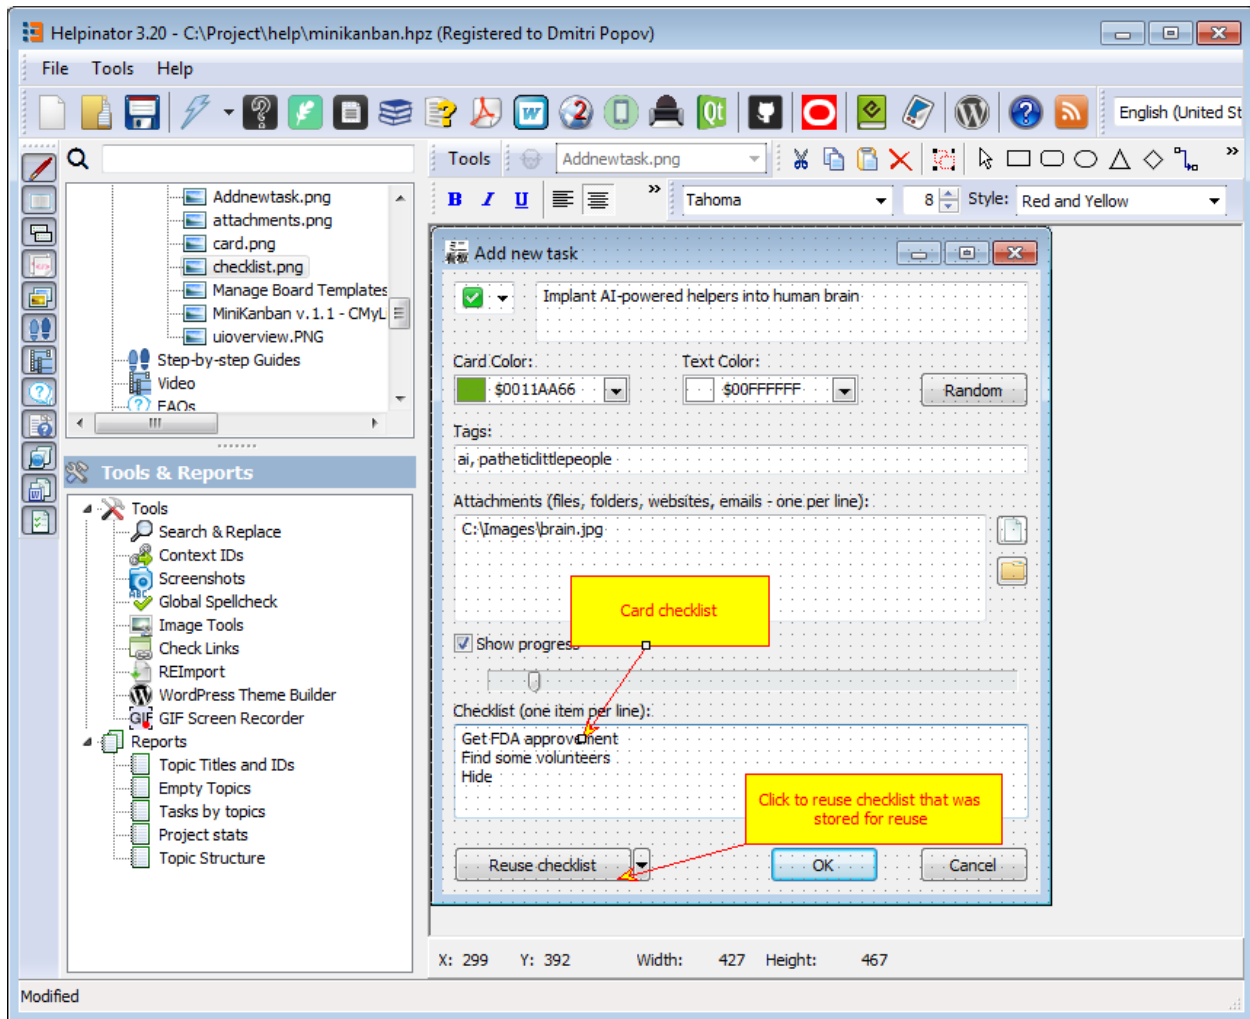 Helpinator 3.20 - C:\Project\help\minikanban.hpz (Registered to Dmitri Popov)
File Tools Help
English (United St
Tools Addnewtask.png
B I U Tahoma 8 Style: Red and Yellow
Addnewtask.png
attachments.png
card.png
checklist.png
Manage Board Templates
MiniKanban v.1.1 - CMyLi
uioverview.PNG
Step-by-step Guides
Video
FAQs
Tools & Reports
Tools
Search & Replace
Context IDs
Screenshots
Global Spellcheck
Image Tools
Check Links
REImport
WordPress Theme Builder
GIF GIF Screen Recorder
Reports
Topic Titles and IDs
Empty Topics
Tasks by topics
Project stats
Topic Structure
Add new task
Implant AI-powered helpers into human brain
Card Color: Text Color:
$0011AA66 $00FFFFFF Random
Tags:
ai, patheticlittlepeople
Attachments (files, folders, websites, emails - one per line):
C:\Images\brain.jpg
Card checklist
Show progress
Checklist (one item per line):
Get FDA approvement
Find some volunteers
Hide
Click to reuse checklist that was
stored for reuse
Reuse checklist OK Cancel
X: 299 Y: 392 Width: 427 Height: 467
Modified